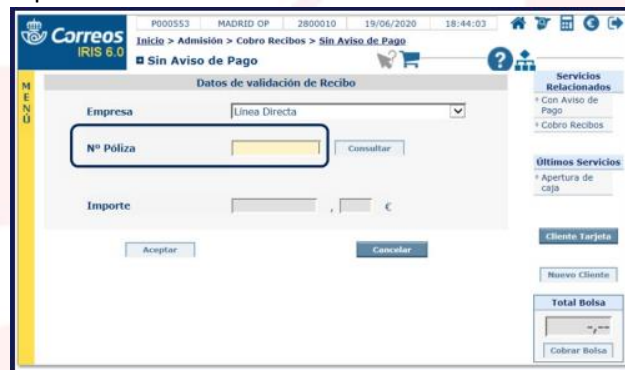 Correos
IRIS 6.0
P000553 MADRID OP 2800010 19/06/2020 18:44:03
Inicio > Admisión > Cobro Recibos > Sin Aviso de Pago
Sin Aviso de Pago
?
MENÚ
Datos de validación de Recibo
Empresa Línea Directa
Nº Póliza Consultar
Importe , €
Aceptar Cancelar
Servicios
Relacionados
Con Aviso de
Pago
Cobro Recibos
Últimos Servicios
Apertura de
caja
Cliente Tarjeta
Nuevo Cliente
Total Bolsa
-,--
Cobrar Bolsa